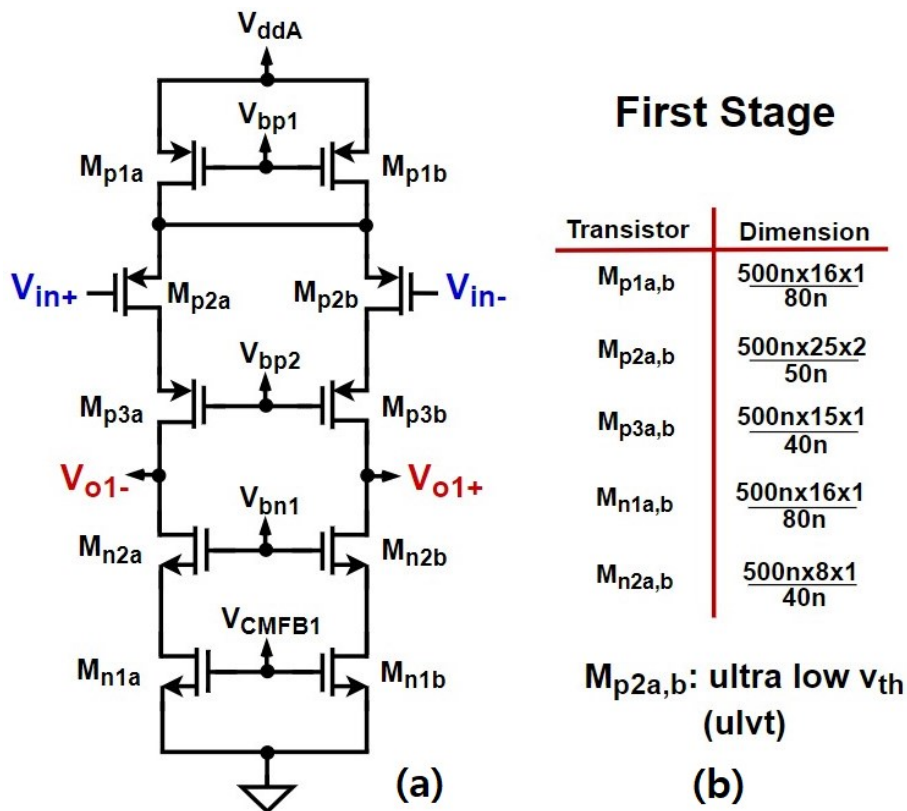 VddA
Vbp1
Mp1a
Mp1b
Vin+
Mp2a
Mp2b
Vin-
Vbp2
Mp3a
Mp3b
Vo1-
Vo1+
Vbn1
Mn2a
Mn2b
VCMFB1
Mn1a
Mn1b
(a)
First Stage
Transistor Dimension
Mp1a,b 500nx16x1
80n
Mp2a,b 500nx25x2
50n
Mp3a,b 500nx15x1
40n
Mn1a,b 500nx16x1
80n
Mn2a,b 500nx8x1
40n
Mp2a,b: ultra low vth
(ulvt)
(b)